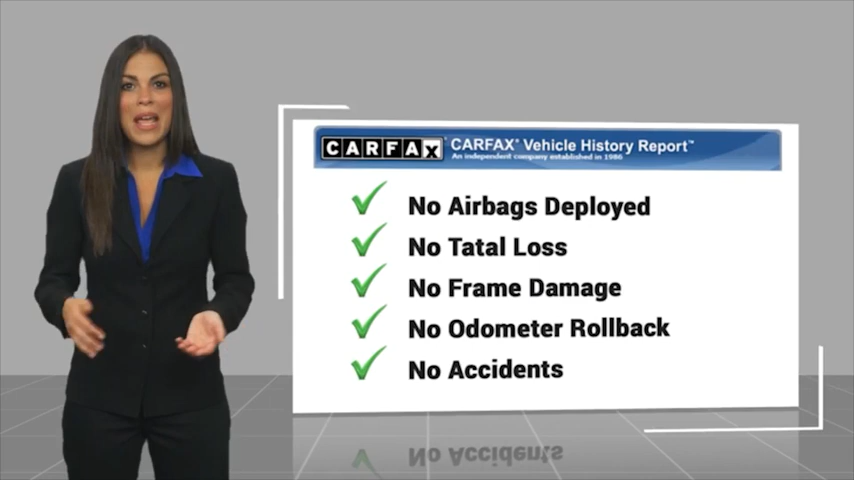 CARFAX CARFAX® Vehicle History Report™
An independent company established in 1986
No Airbags Deployed
No Tatal Loss
No Frame Damage
No Odometer Rollback
No Accidents
No Accidents